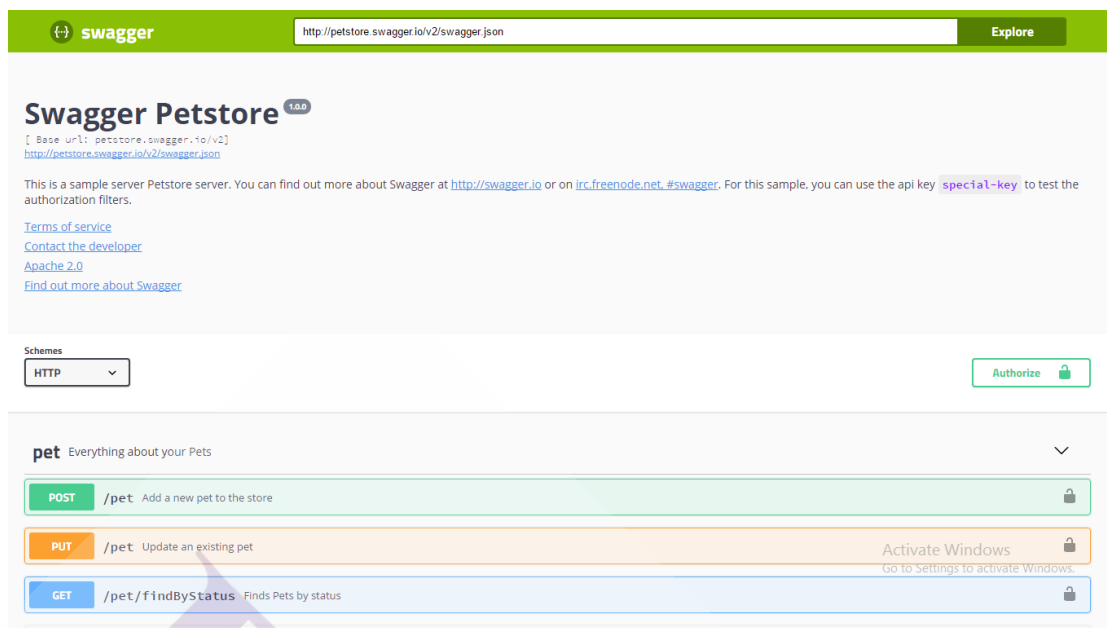 swagger
http://petstore.swagger.io/v2/swagger.json
Explore
Swagger Petstore 1.0.0
[ Base url: petstore.swagger.io/v2]
http://petstore.swagger.io/v2/swagger.json
This is a sample server Petstore server. You can find out more about Swagger at http://swagger.io or on irc.freenode.net, #swagger. For this sample, you can use the api key special-key to test the
authorization filters.
Terms of service
Contact the developer
Apache 2.0
Find out more about Swagger
Schemes
HTTP
Authorize
pet Everything about your Pets
POST /pet Add a new pet to the store
PUT /pet Update an existing pet
Activate Windows
Go to Settings to activate Windows.
GET /pet/findByStatus Finds Pets by status